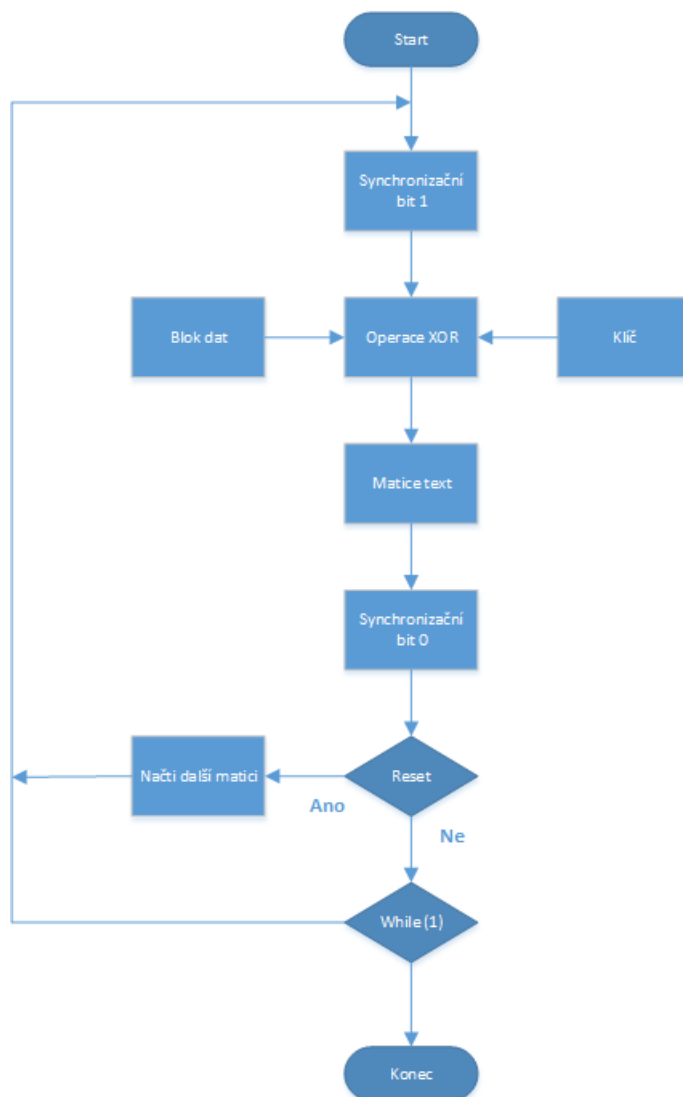 Start
Synchronizační
bit 1
Blok dat
Operace XOR
Klíč
Matice text
Synchronizační
bit 0
Načti další matici
Reset
Ano
Ne
While (1)
Konec